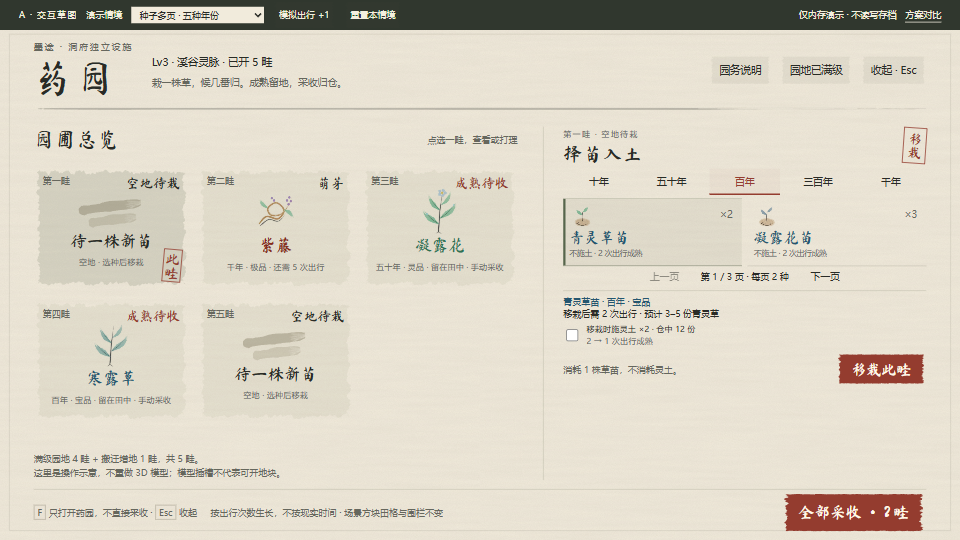 A · 交互草图 演示情境 种子多页 · 五种年份 模拟出行 +1 重置本情境 仅内存演示 · 不读写存档 方案对比
墨途 · 洞府独立设施
药园
Lv3 · 溪谷灵脉 · 已开 5 畦
栽一株草，候几番归。成熟留地，采收归仓。
园务说明 园地已满级 收起 · Esc
园圃总览
点选一畦，查看或打理
第一畦 空地待栽
待一株新苗
空地 · 选种后移栽
此畦
第二畦 萌芽
紫藤
千年 · 极品 · 还需 5 次出行
第三畦 成熟待收
凝露花
五十年 · 灵品 · 留在田中 · 手动采收
第四畦 成熟待收
寒露草
百年 · 宝品 · 留在田中 · 手动采收
第五畦 空地待栽
待一株新苗
空地 · 选种后移栽
满级园地 4 畦 + 搬迁增地 1 畦，共 5 畦。
这里是操作示意，不重做 3D 模型；模型插槽不代表可开地块。
第一畦 · 空地待栽
择苗入土
移栽
十年 五十年 百年 三百年 千年
×2
青灵草苗
不施土 · 2 次出行成熟
×3
凝露花苗
不施土 · 2 次出行成熟
上一页 第 1 / 3 页 · 每页 2 种 下一页
青灵草苗 · 百年 · 宝品
移栽后需 2 次出行 · 预计 3–5 份青灵草
移栽时施灵土 ×2 · 仓中 12 份
2 → 1 次出行成熟
消耗 1 株草苗，不消耗灵土。
移栽此畦
F 只打开药园，不直接采收 · Esc 收起 按出行次数生长，不按现实时间 · 场景方块田格与围栏不变
全部采收 · 2畦